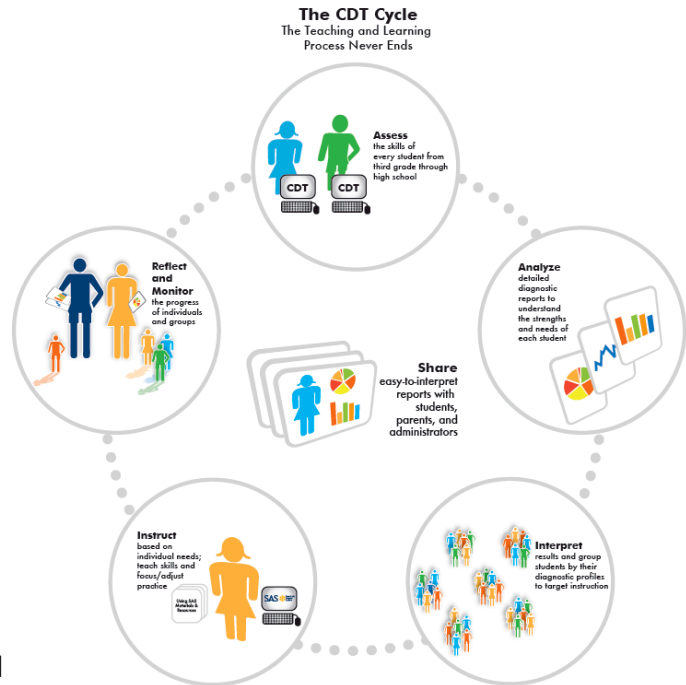 The CDT Cycle
The Teaching and Learning
Process Never Ends
Assess
the skills of
every student from
third grade through
high school
CDT
CDT
Analyze
detailed
diagnostic
reports to
understand
the strengths
and needs of
each student
Reflect
and
Monitor
the progress
of individuals
and groups
Share
easy-to-interpret
reports with
students,
parents, and
administrators
Instruct
based on
individual needs;
teach skills and
focus/adjust
practice
Using SAS
Materials &
Resources
SAS
Interpret
results and group
students by their
diagnostic profiles
to target instruction